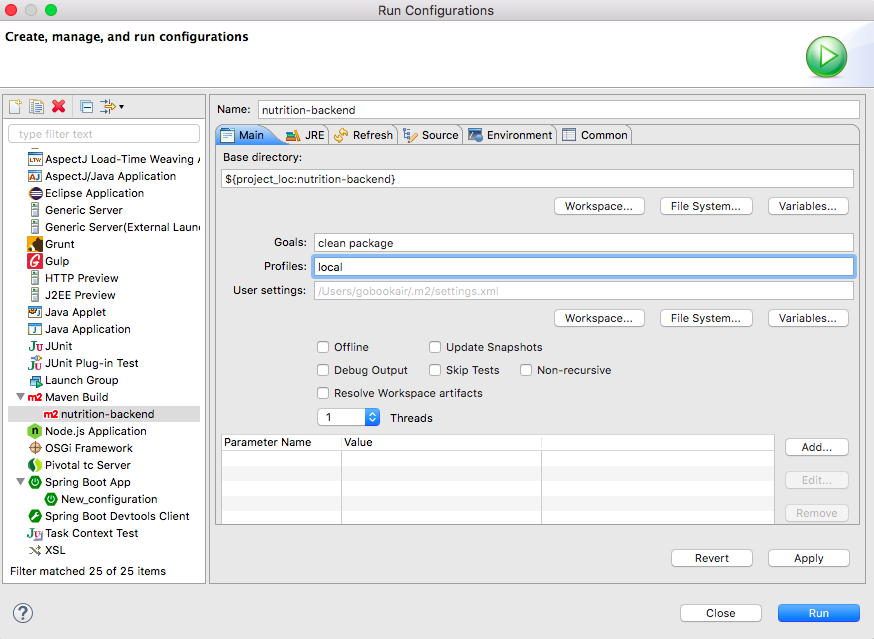 Run Configurations
Create, manage, and run configurations
type filter text
AspectJ Load-Time Weaving A
AspectJ/Java Application
Eclipse Application
Generic Server
Generic Server(External Laun
Grunt
Gulp
HTTP Preview
J2EE Preview
Java Applet
Java Application
JUnit
JUnit Plug-in Test
Launch Group
m2 Maven Build
m2 nutrition-backend
Node.js Application
OSGi Framework
Pivotal tc Server
Spring Boot App
New_configuration
Spring Boot Devtools Client
Task Context Test
XSL
Filter matched 25 of 25 items
Name: nutrition-backend
Main JRE Refresh Source Environment Common
Base directory:
${project_loc:nutrition-backend}
Workspace... File System... Variables...
Goals: clean package
Profiles: local
User settings: /Users/gobookair/.m2/settings.xml
Workspace... File System... Variables...
Offline Update Snapshots
Debug Output Skip Tests Non-recursive
Resolve Workspace artifacts
1 Threads
Parameter Name Value
Add...
Edit...
Remove
Revert Apply
? Close Run